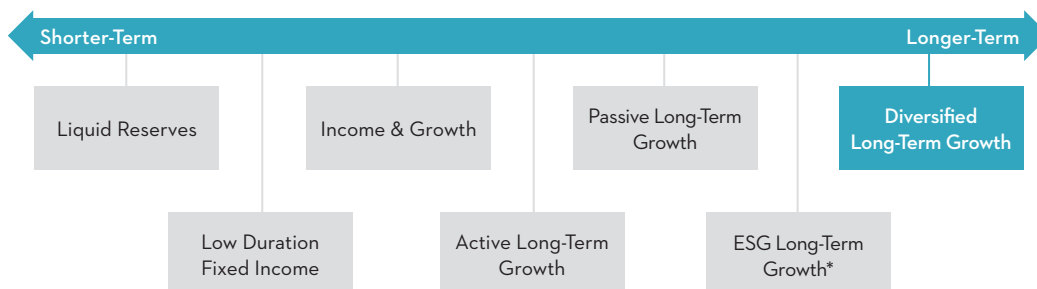 Shorter-Term
Longer-Term
Liquid Reserves
Income & Growth
Passive Long-Term
Growth
Diversified
Long-Term Growth
Low Duration
Fixed Income
Active Long-Term
Growth
ESG Long-Term
Growth*